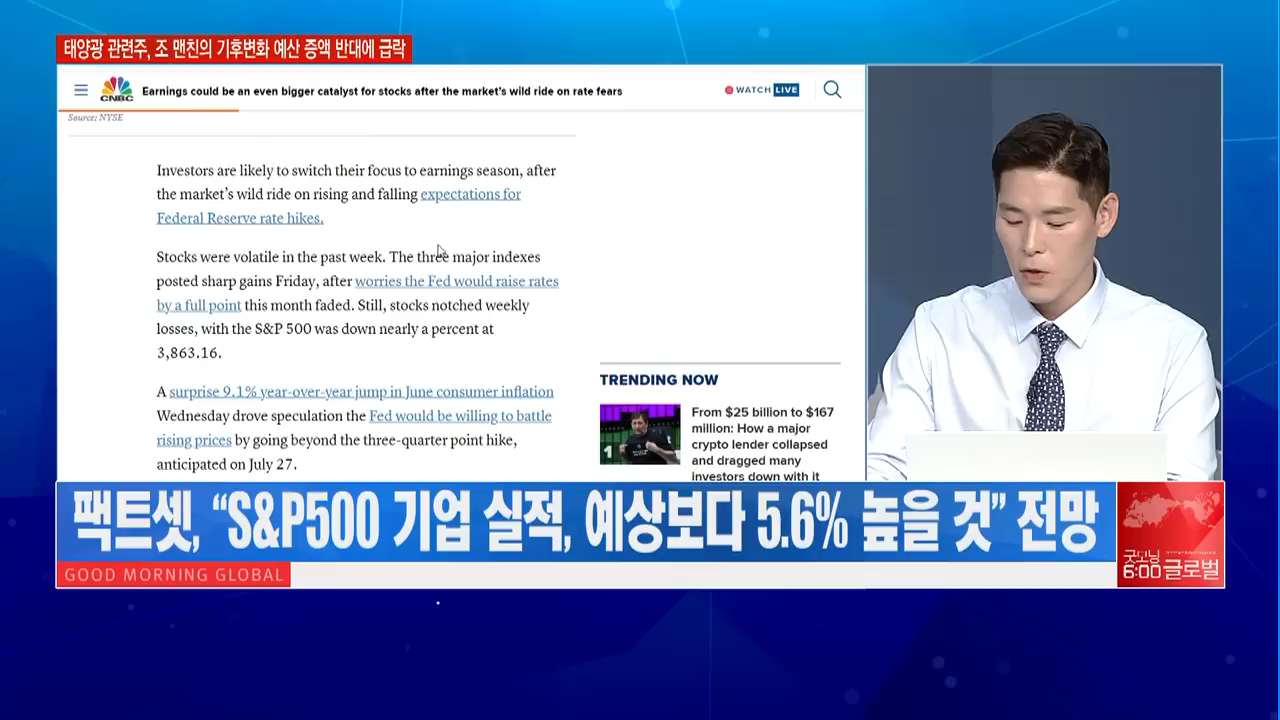 태양광 관련주, 조 맨친의 기후변화 예산 증액 반대에 급락
CNBC
Earnings could be an even bigger catalyst for stocks after the market's wild ride on rate fears
WATCH LIVE
Source: NYSE
Investors are likely to switch their focus to earnings season, after
the market's wild ride on rising and falling expectations for
Federal Reserve rate hikes.
Stocks were volatile in the past week. The three major indexes
posted sharp gains Friday, after worries the Fed would raise rates
by a full point this month faded. Still, stocks notched weekly
losses, with the S&P 500 was down nearly a percent at
3,863.16.
A surprise 9.1% year-over-year jump in June consumer inflation
Wednesday drove speculation the Fed would be willing to battle
rising prices by going beyond the three-quarter point hike,
anticipated on July 27.
TRENDING NOW
1
From $25 billion to $167
million: How a major
crypto lender collapsed
and dragged many
investors down with it
팩트셋, “S&P500 기업 실적, 예상보다 5.6% 높을 것” 전망
GOOD MORNING GLOBAL
굿모닝
6:00 글로벌